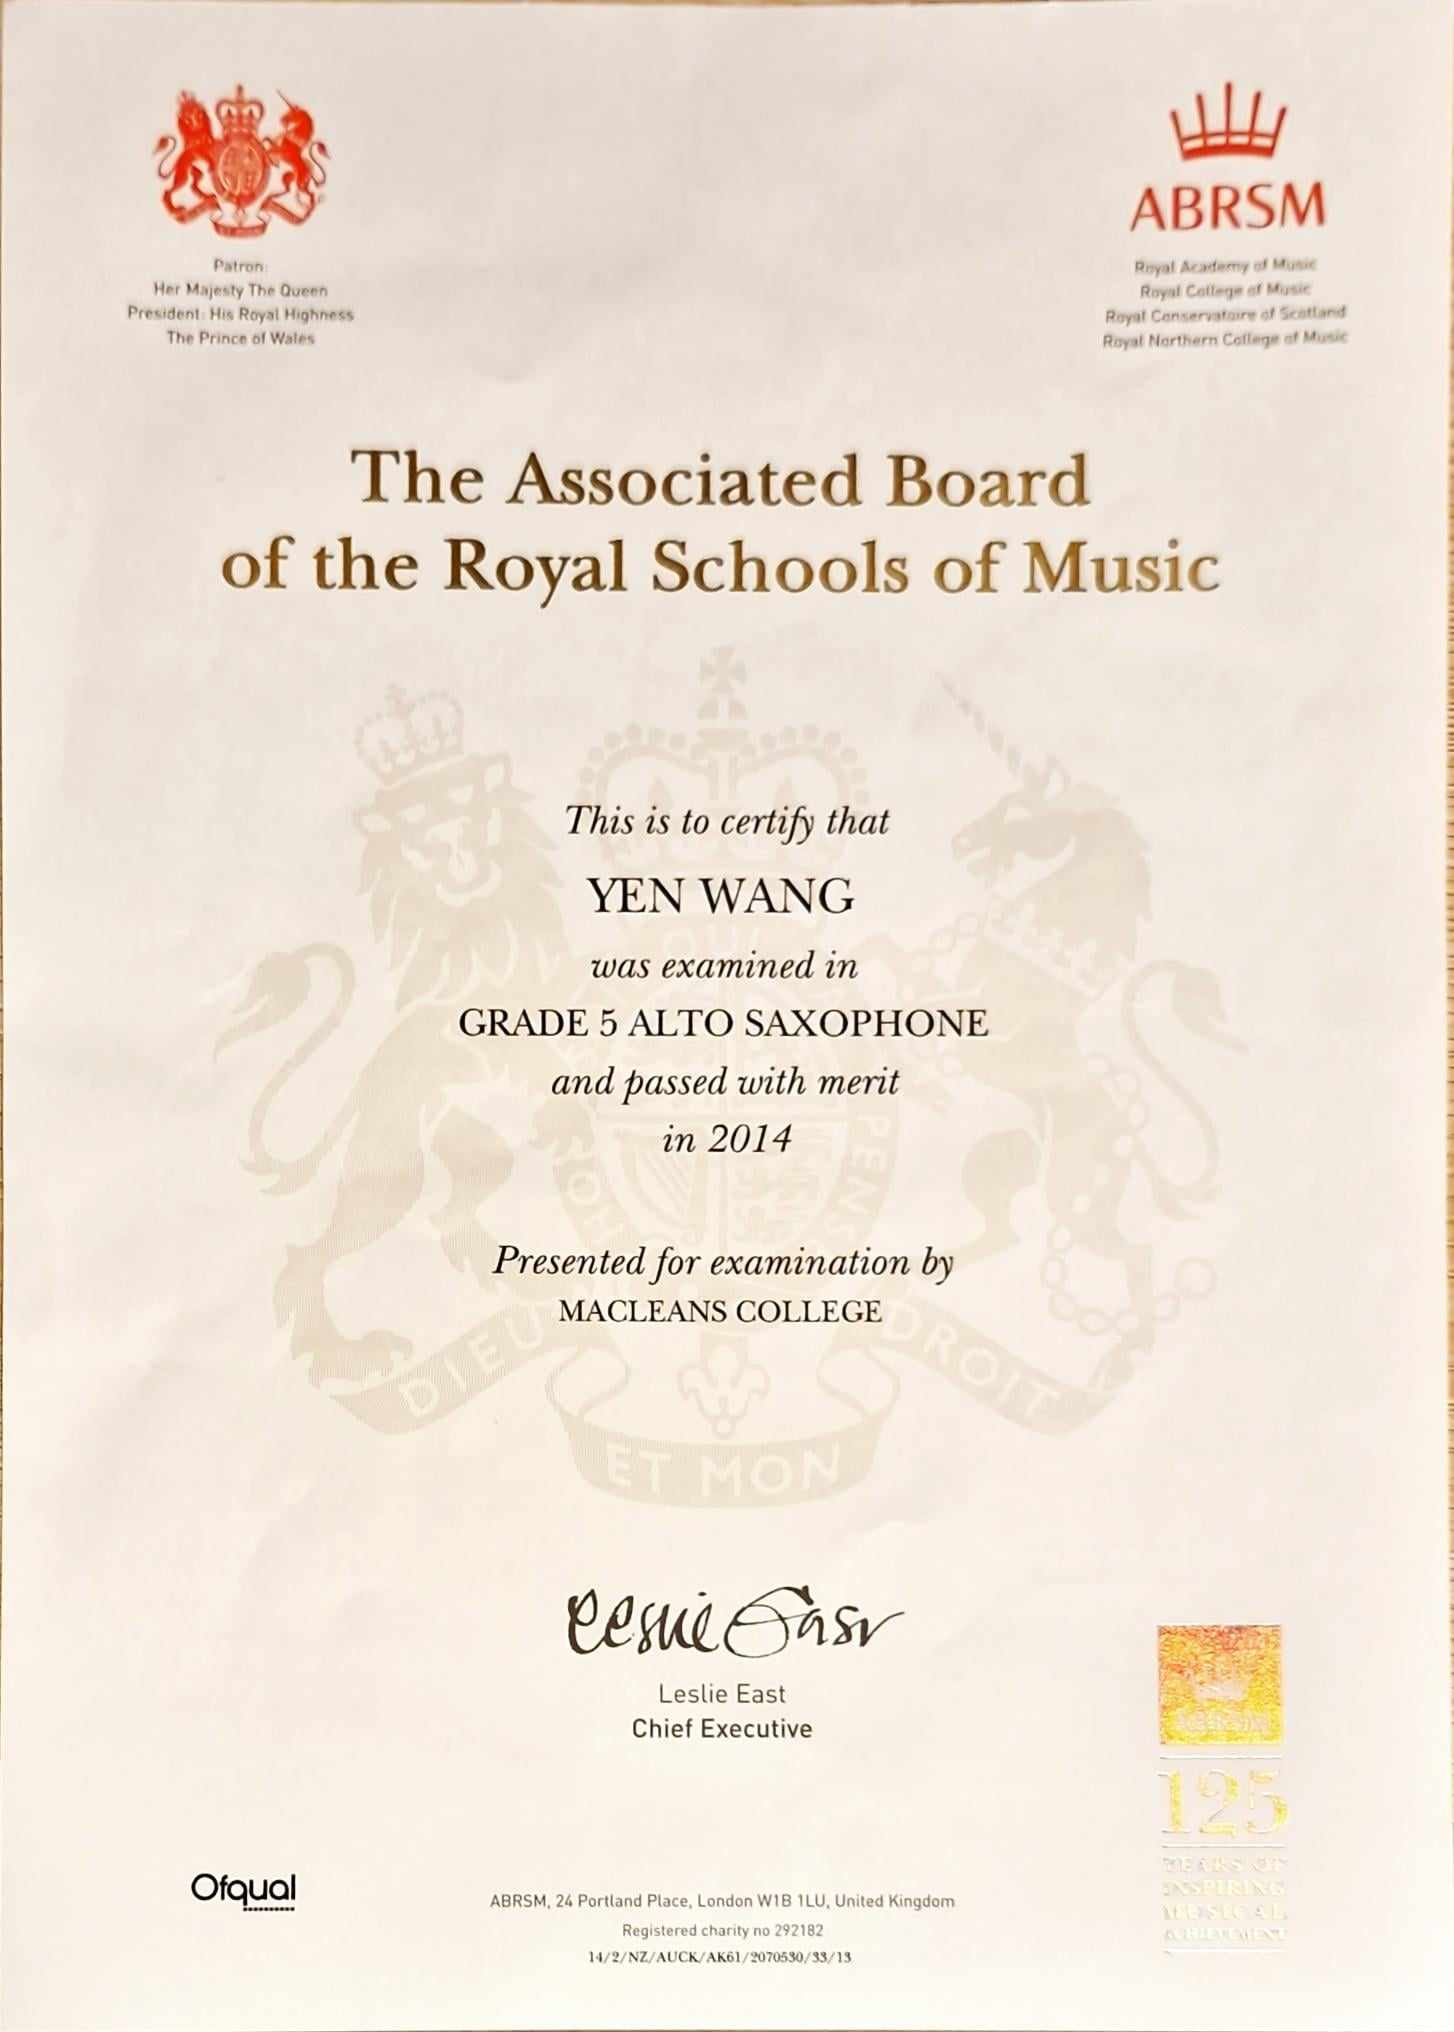 Patron:
Her Majesty The Queen
President: His Royal Highness
The Prince of Wales
ET MON
ABRSM
Royal Academy of Music
Royal College of Music
Royal Conservatoire of Scotland
Royal Northern College of Music
The Associated Board
of the Royal Schools of Music
This is to certify that
YEN WANG
was examined in
GRADE 5 ALTO SAXOPHONE
and passed with merit
in 2014
Presented for examination by
MACLEANS COLLEGE
DIEU ET MON DROIT
Leslie East
Leslie East
Chief Executive
ABRSM
125
YEARS OF
INSPIRING
MUSICAL
ACHIEVEMENT
Ofqual
ABRSM, 24 Portland Place, London W1B 1LU, United Kingdom
Registered charity no 292182
14/2/NZ/AUCK/AK61/2070530/33/13